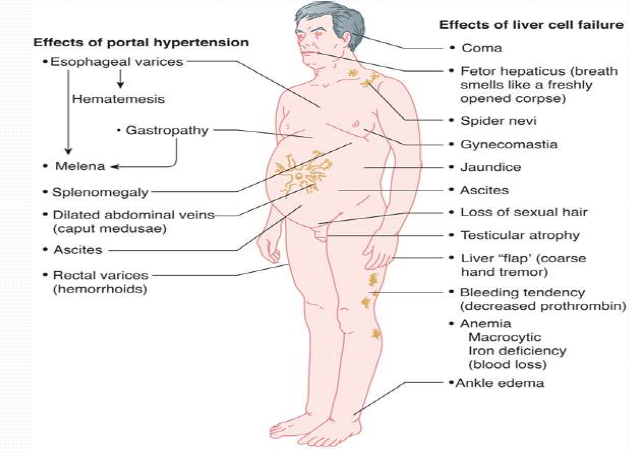 Effects of portal hypertension
• Esophageal varices
Hematemesis
• Gastropathy
• Melena
• Splenomegaly
• Dilated abdominal veins
(caput medusae)
• Ascites
• Rectal varices
(hemorrhoids)
Effects of liver cell failure
• Coma
• Fetor hepaticus (breath
smells like a freshly
opened corpse)
• Spider nevi
• Gynecomastia
• Jaundice
• Ascites
• Loss of sexual hair
• Testicular atrophy
• Liver “flap’ (coarse
hand tremor)
• Bleeding tendency
(decreased prothrombin)
• Anemia
Macrocytic
Iron deficiency
(blood loss)
• Ankle edema